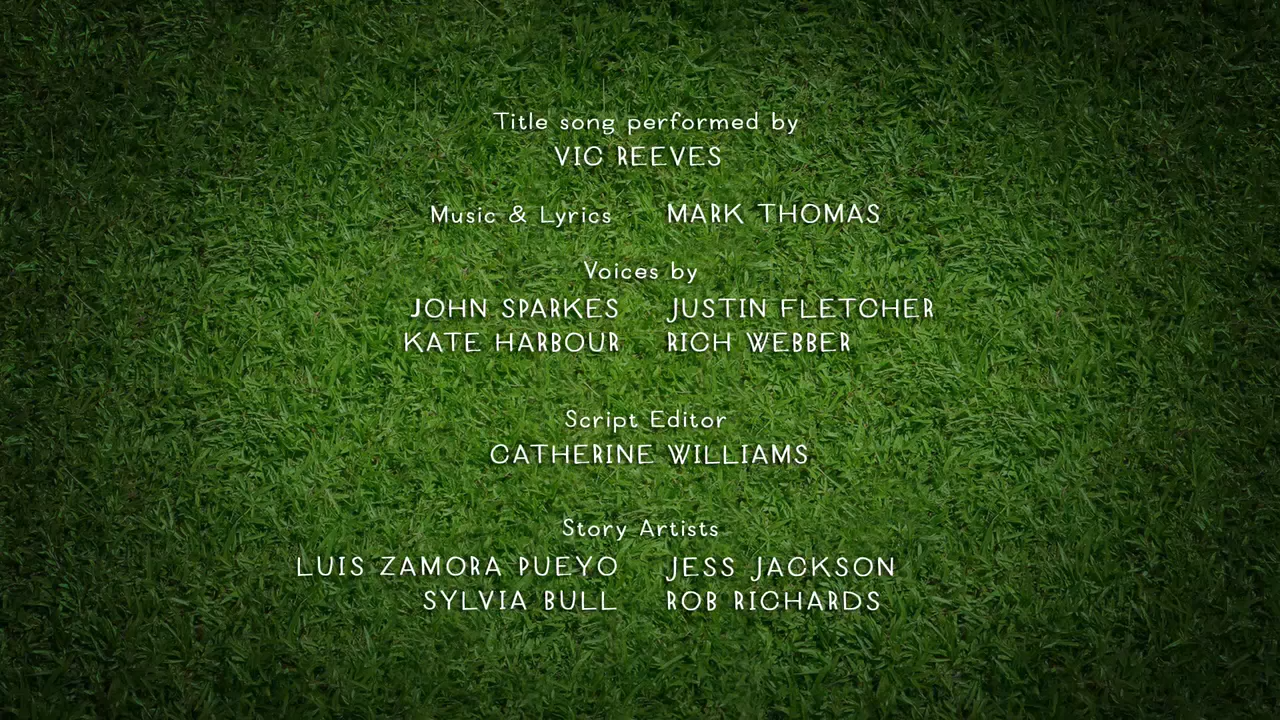 Title song performed by
VIC REEVES
Music & Lyrics MARK THOMAS
Voices by
JOHN SPARKES JUSTIN FLETCHER
KATE HARBOUR RICH WEBBER
Script Editor
CATHERINE WILLIAMS
Story Artists
LUIS ZAMORA PUEYO JESS JACKSON
SYLVIA BULL ROB RICHARDS